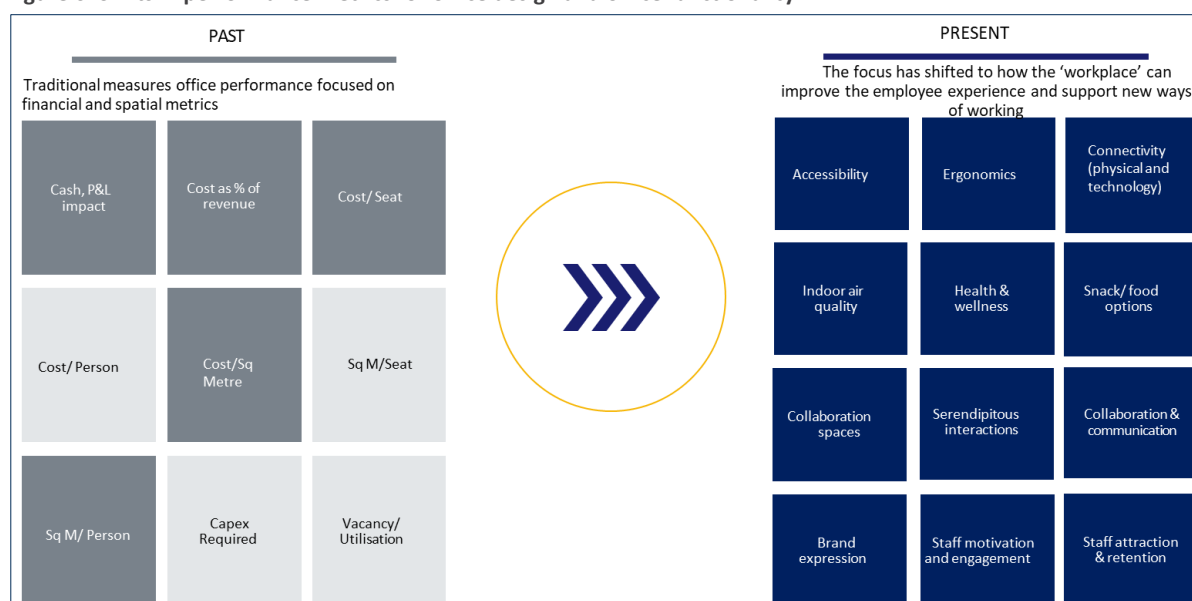 PAST
Traditional measures office performance focused on
financial and spatial metrics
Cash, P&L
impact
Cost as % of
revenue
Cost/ Seat
Cost/ Person
Cost/Sq
Metre
Sq M/Seat
Sq M/ Person
Capex
Required
Vacancy/
Utilisation
PRESENT
The focus has shifted to how the ‘workplace’ can
improve the employee experience and support new ways
of working
Accessibility
Ergonomics
Connectivity
(physical and
technology)
Indoor air
quality
Health &
wellness
Snack/ food
options
Collaboration
spaces
Serendipitous
interactions
Collaboration &
communication
Brand
expression
Staff motivation
and engagement
Staff attraction
& retention